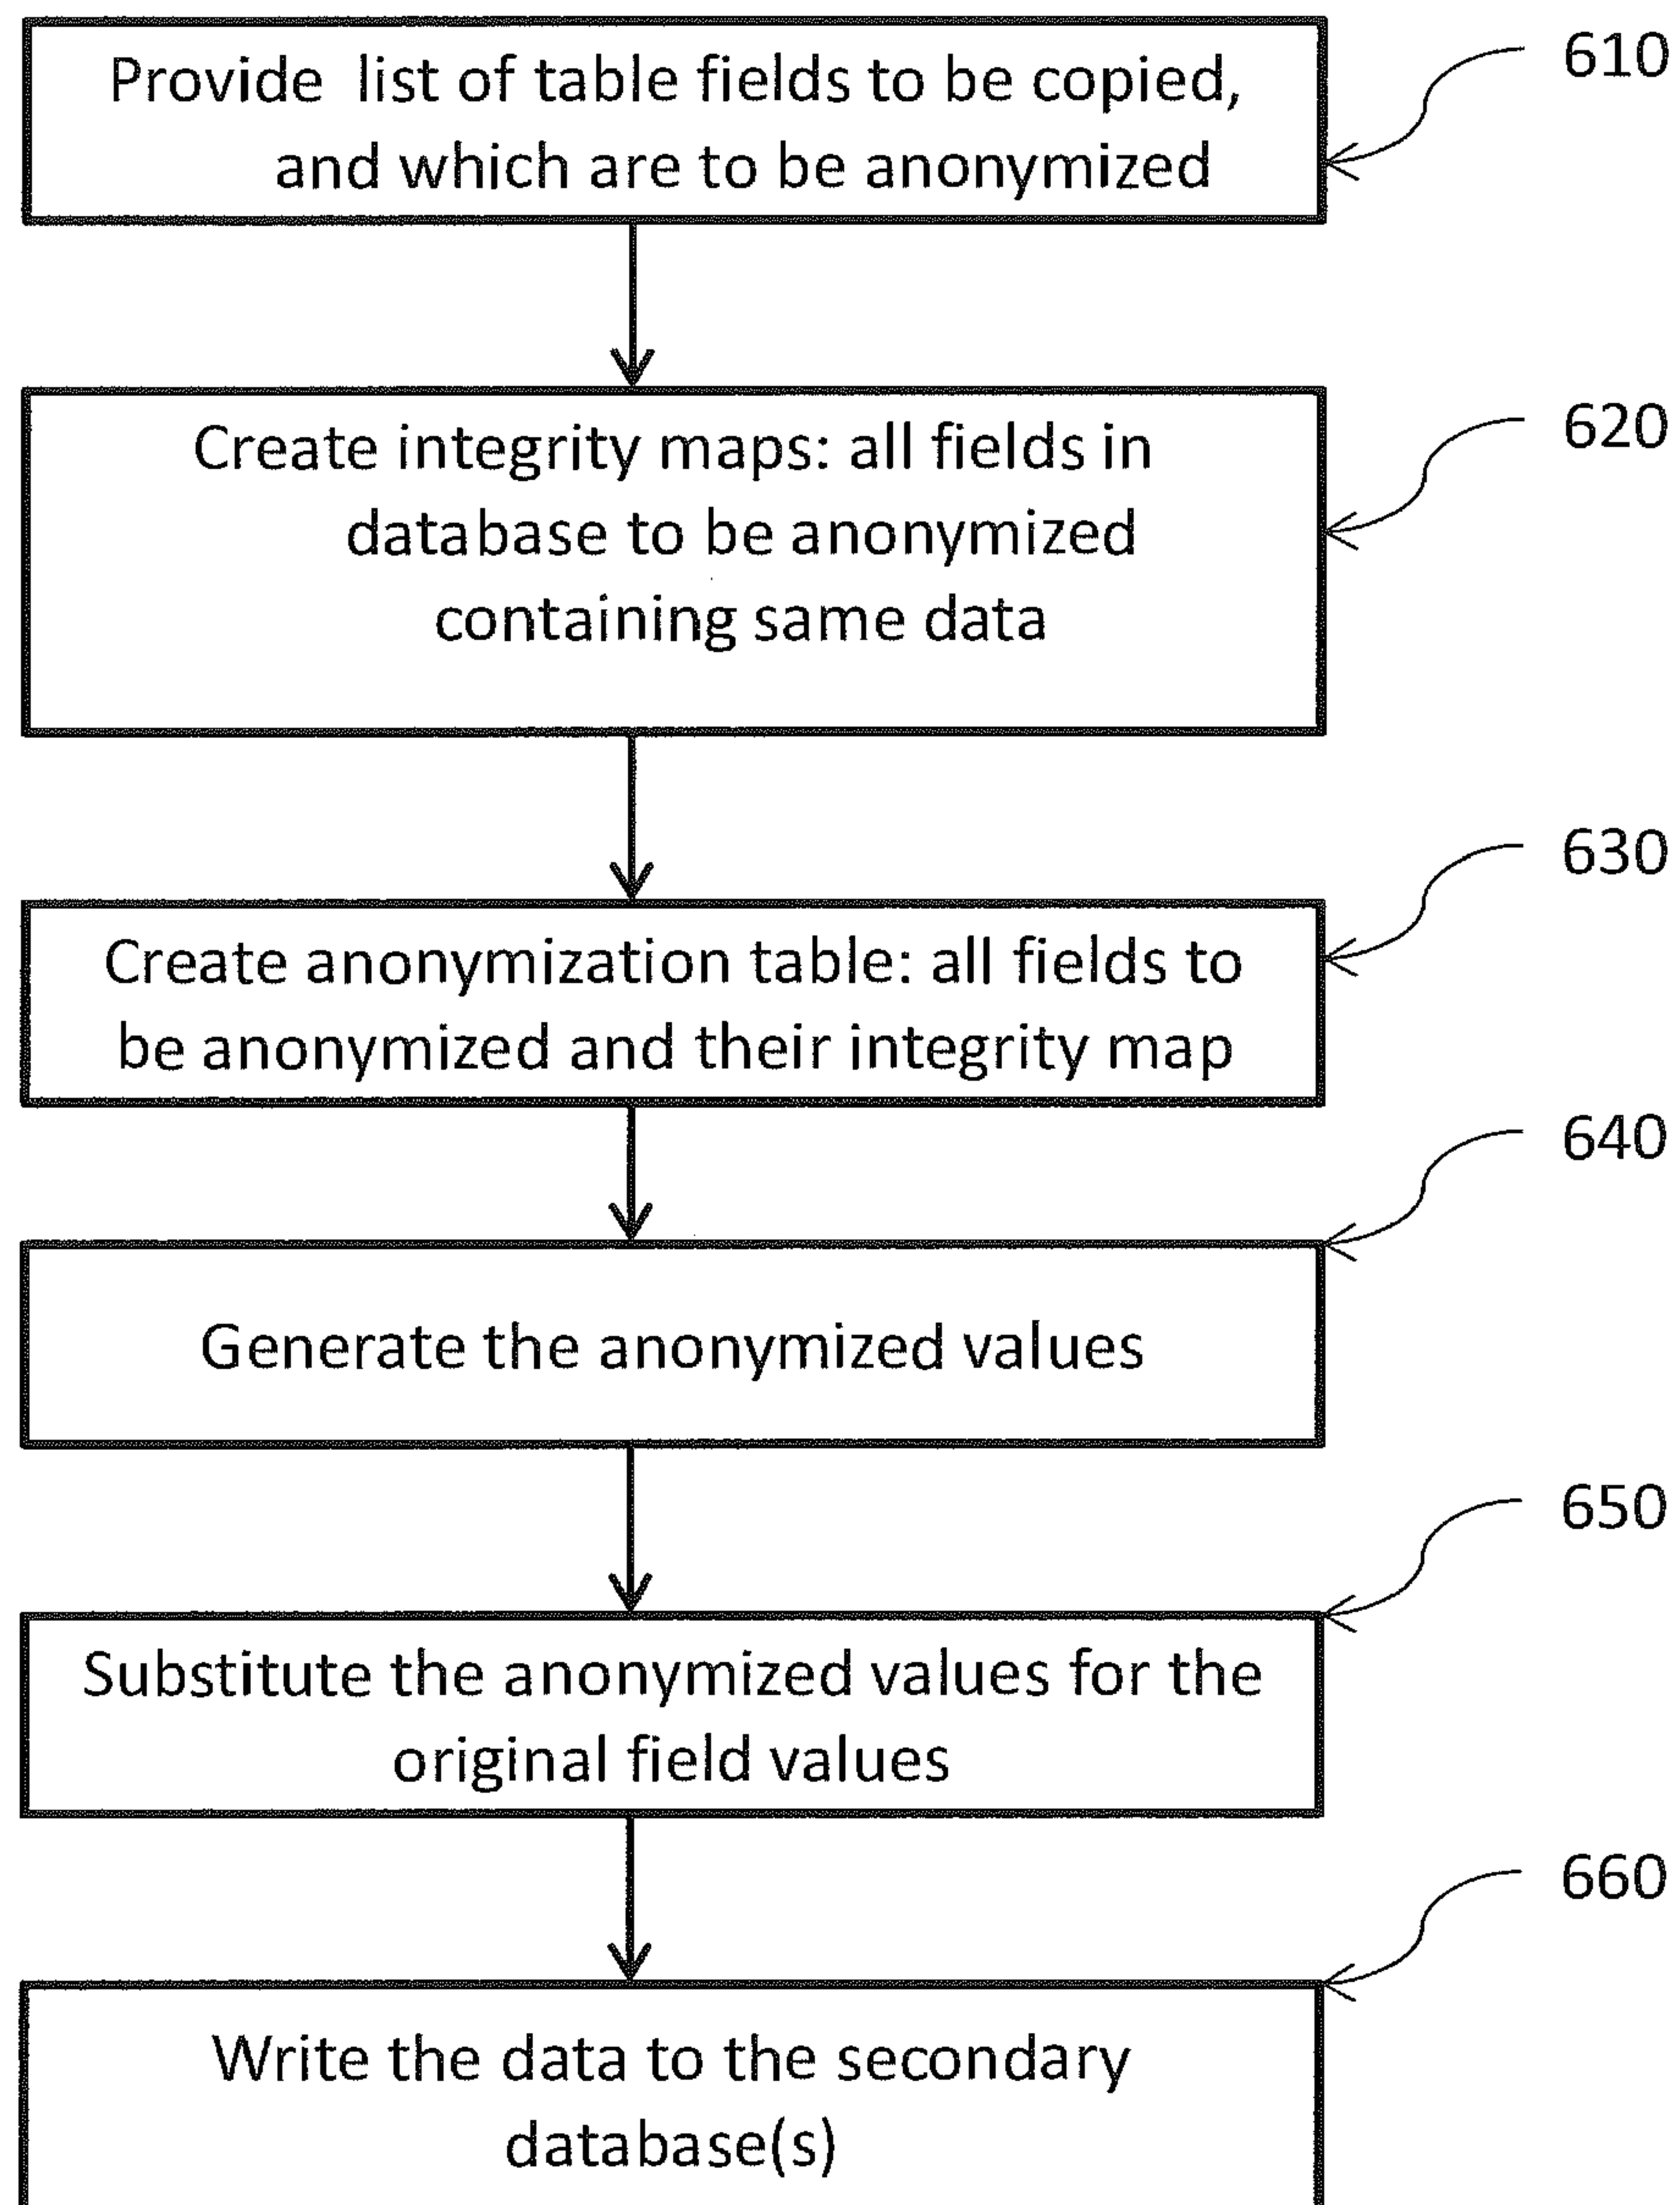 Provide list of table fields to be copied,
and which are to be anonymized
610
Create integrity maps: all fields in
database to be anonymized
containing same data
620
Create anonymization table: all fields to
be anonymized and their integrity map
630
Generate the anonymized values
640
Substitute the anonymized values for the
original field values
650
Write the data to the secondary
database(s)
660